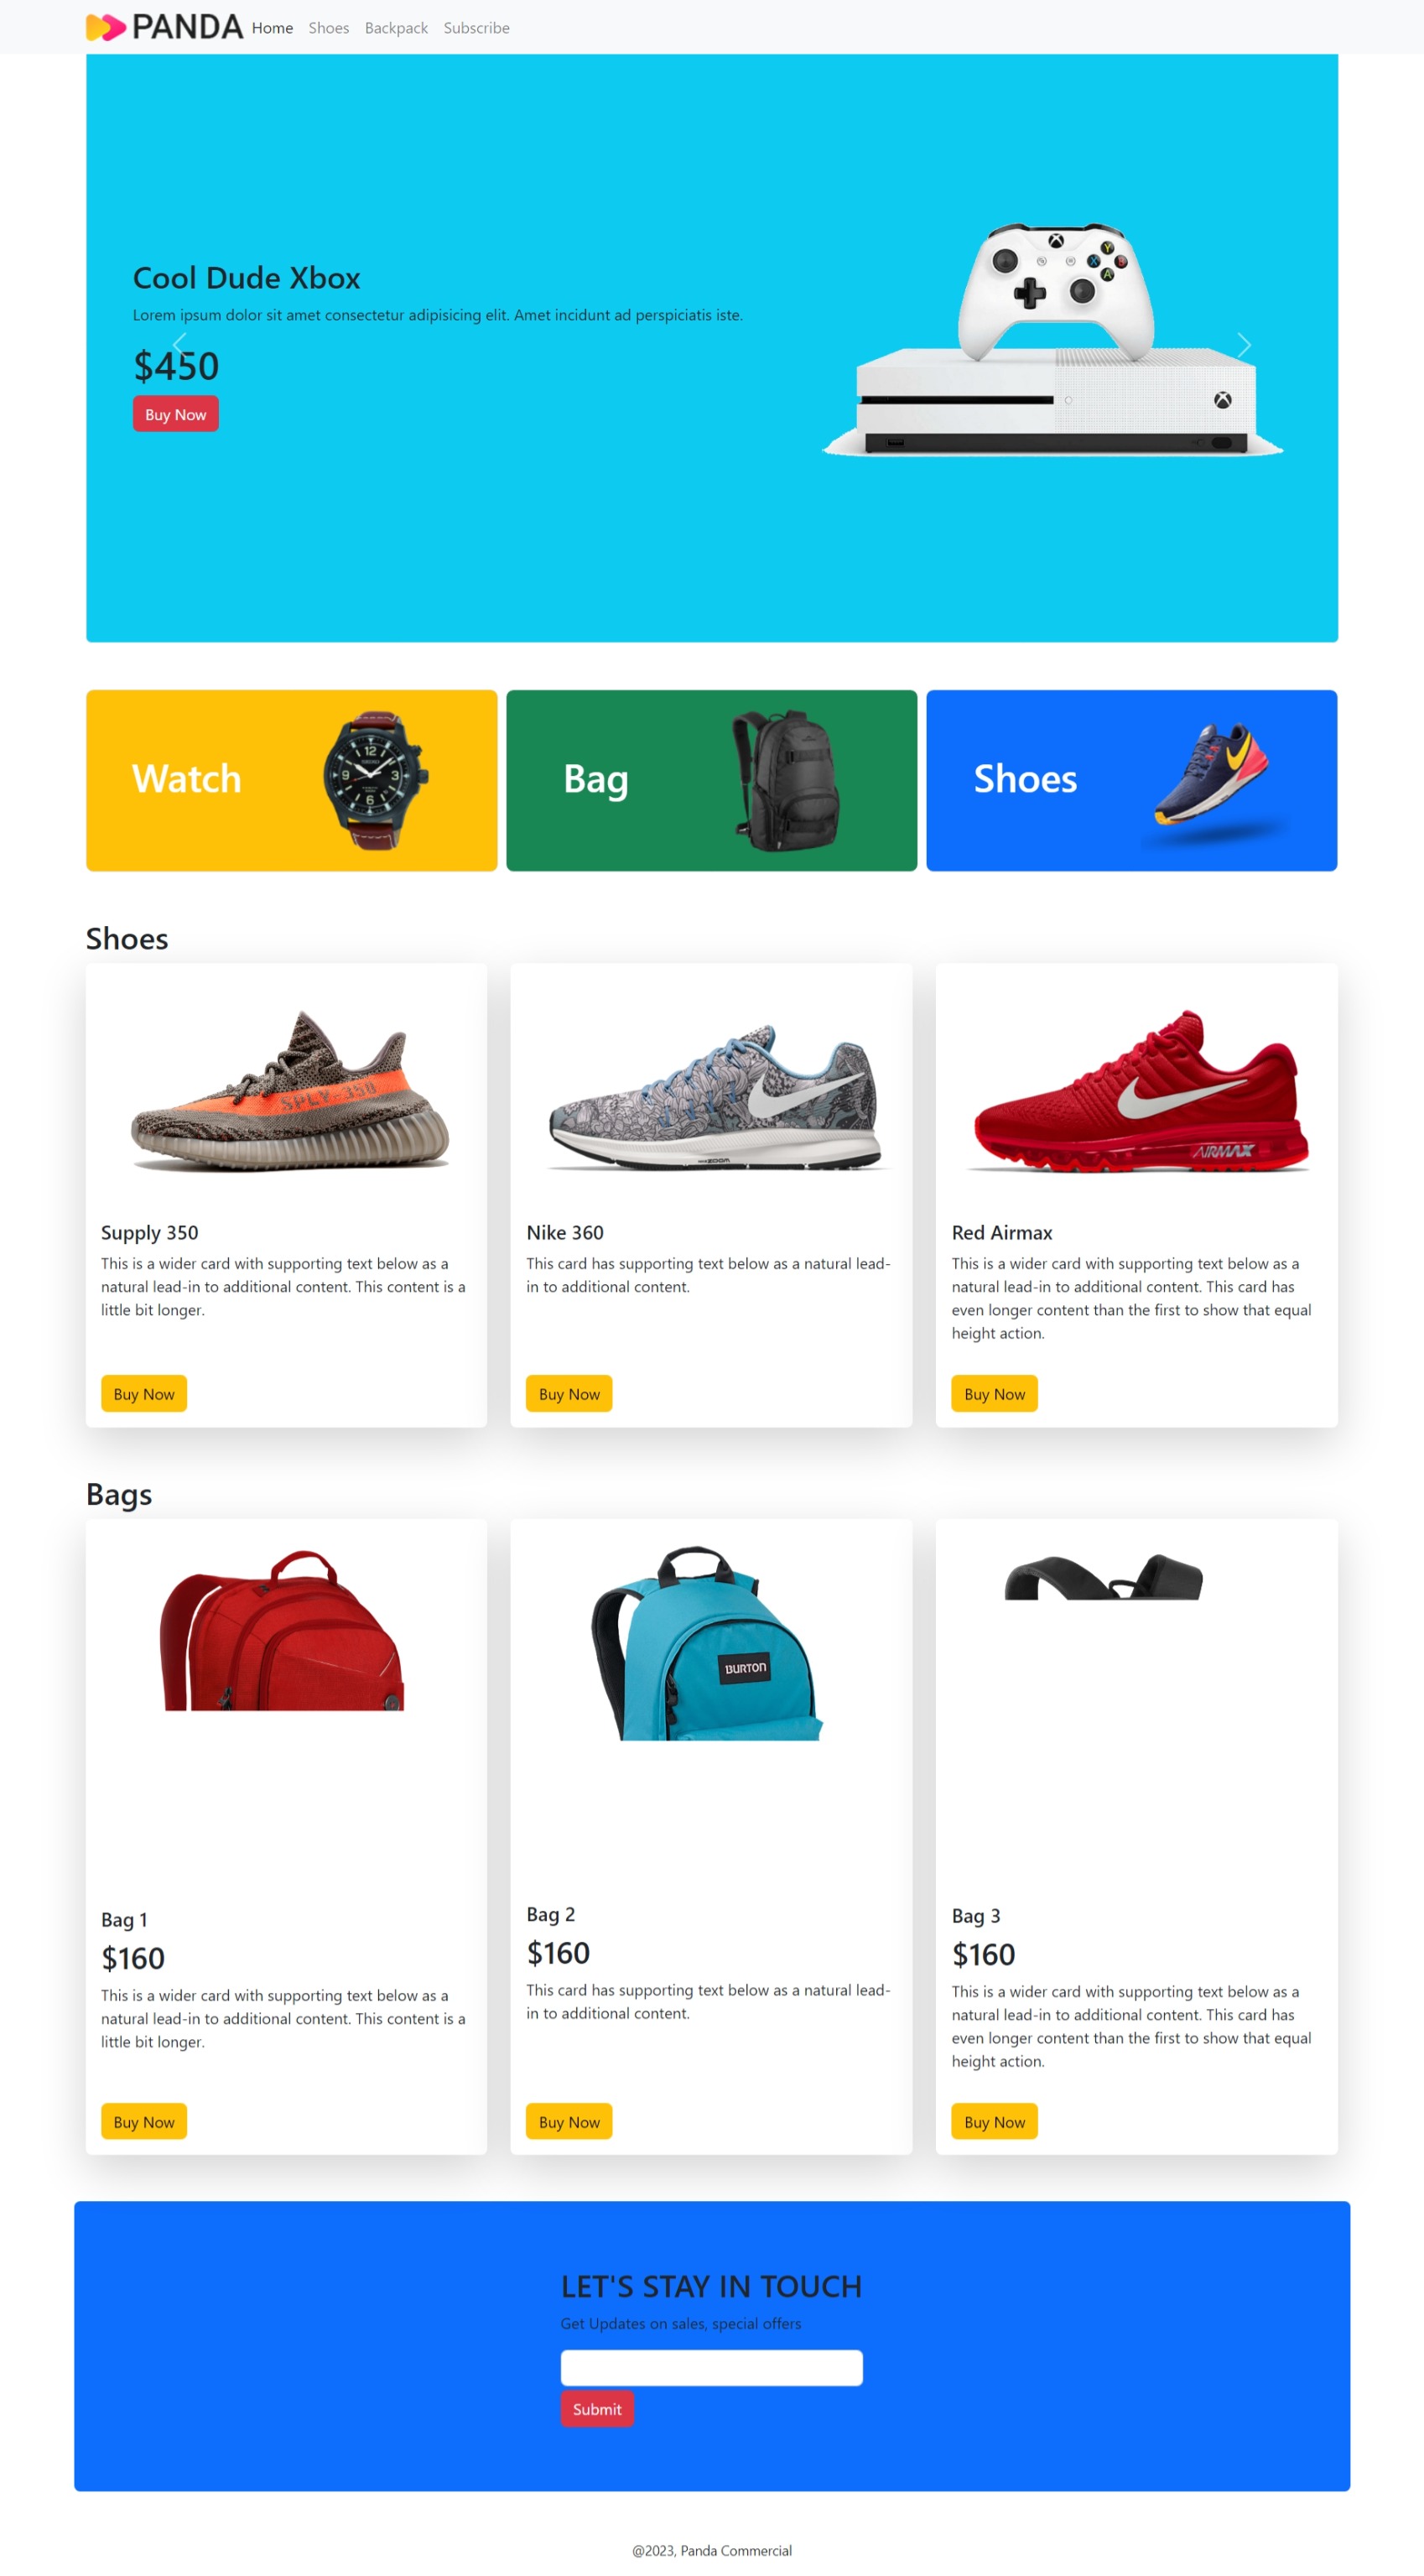 PANDA Home Shoes Backpack Subscribe
Cool Dude Xbox
Lorem ipsum dolor sit amet consectetur adipisicing elit. Amet incidunt ad perspiciatis iste.
$450
Buy Now
Y
X
B
A
Watch
12
9
3
6
Bag
Shoes
Shoes
SPLY-350
ZOOM
AIRMAX
Supply 350
This is a wider card with supporting text below as a
natural lead-in to additional content. This content is a
little bit longer.
Buy Now
Nike 360
This card has supporting text below as a natural lead-
in to additional content.
Buy Now
Red Airmax
This is a wider card with supporting text below as a
natural lead-in to additional content. This card has
even longer content than the first to show that equal
height action.
Buy Now
Bags
BURTON
Bag 1
$160
This is a wider card with supporting text below as a
natural lead-in to additional content. This content is a
little bit longer.
Buy Now
Bag 2
$160
This card has supporting text below as a natural lead-
in to additional content.
Buy Now
Bag 3
$160
This is a wider card with supporting text below as a
natural lead-in to additional content. This card has
even longer content than the first to show that equal
height action.
Buy Now
LET'S STAY IN TOUCH
Get Updates on sales, special offers
Submit
@2023, Panda Commercial